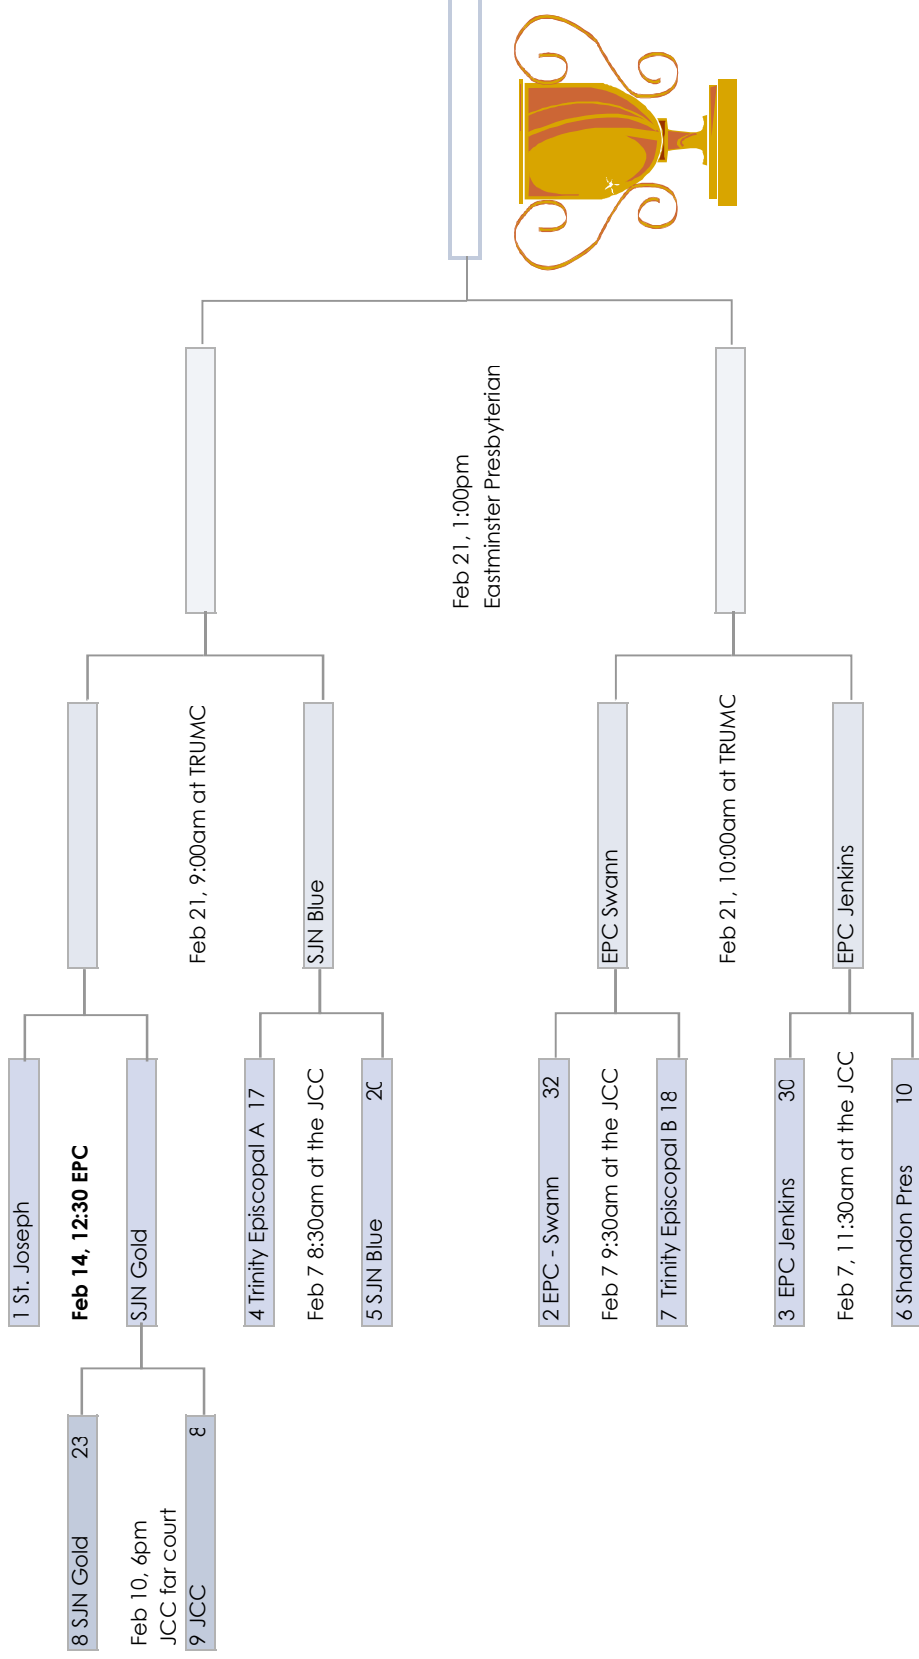 8 SJN Gold 23
Feb 10, 6pm
JCC far court
9 JCC 8
1 St. Joseph
Feb 14, 12:30 EPC
SJN Gold
4 Trinity Episcopal A 17
Feb 7 8:30am at the JCC
5 SJN Blue 20
2 EPC - Swann 32
Feb 7 9:30am at the JCC
7 Trinity Episcopal B 18
3 EPC Jenkins 30
Feb 7, 11:30am at the JCC
6 Shandon Pres 10
Feb 21, 9:00am at TRUMC
SJN Blue
EPC Swann
Feb 21, 10:00am at TRUMC
EPC Jenkins
Feb 21, 1:00pm
Eastminster Presbyterian